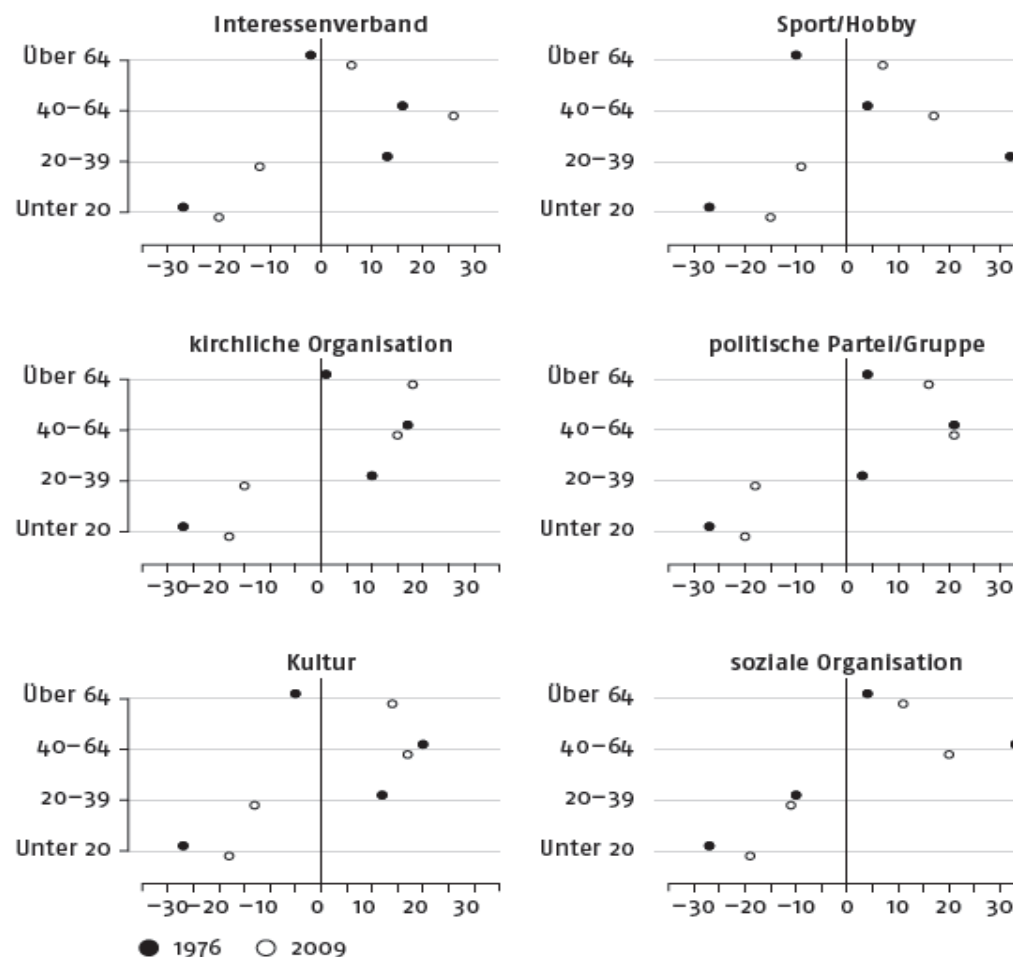 Interessenverband
Über 64
40–64
20–39
Unter 20
−30 −20 −10 0 10 20 30
Sport/Hobby
Über 64
40–64
20–39
Unter 20
−30 −20 −10 0 10 20 30
kirchliche Organisation
Über 64
40–64
20–39
Unter 20
−30−20 −10 0 10 20 30
politische Partei/Gruppe
Über 64
40–64
20–39
Unter 20
−30 −20 −10 0 10 20 30
Kultur
Über 64
40–64
20–39
Unter 20
−30−20 −10 0 10 20 30
soziale Organisation
Über 64
40–64
20–39
Unter 20
−30 −20 −10 0 10 20 30
1976 2009